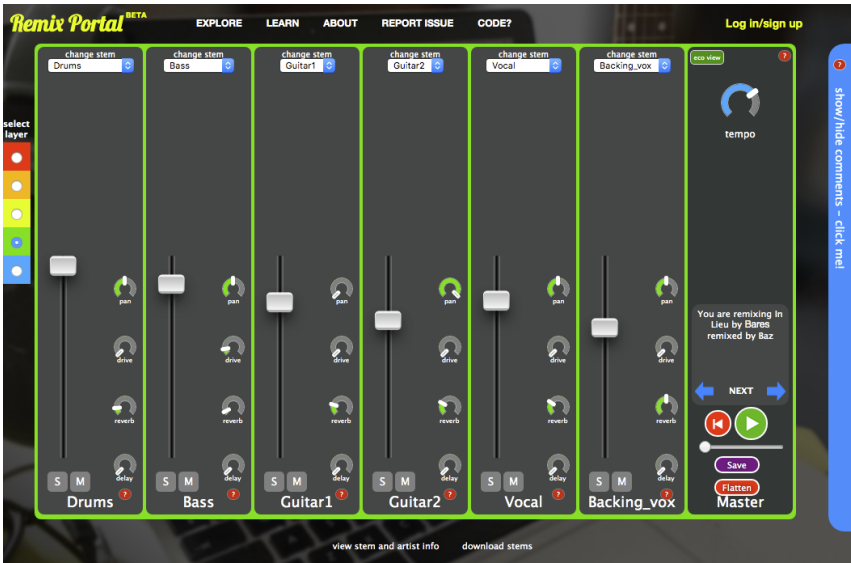 Remix Portal BETA
EXPLORE LEARN ABOUT REPORT ISSUE CODE?
Log in/sign up
select
layer
change stem
Drums
pan
drive
reverb
delay
S M
?
Drums
change stem
Bass
pan
drive
reverb
delay
S M
?
Bass
change stem
Guitar1
pan
drive
reverb
delay
S M
?
Guitar1
change stem
Guitar2
pan
drive
reverb
delay
S M
?
Guitar2
change stem
Vocal
pan
drive
reverb
delay
S M
?
Vocal
change stem
Backing_vox
pan
drive
reverb
delay
S M
?
Backing_vox
eco view
?
tempo
You are remixing In
Lieu by Bares
remixed by Baz
NEXT
Save
Flatten
Master
?
show/hide comments - click me!
view stem and artist info download stems